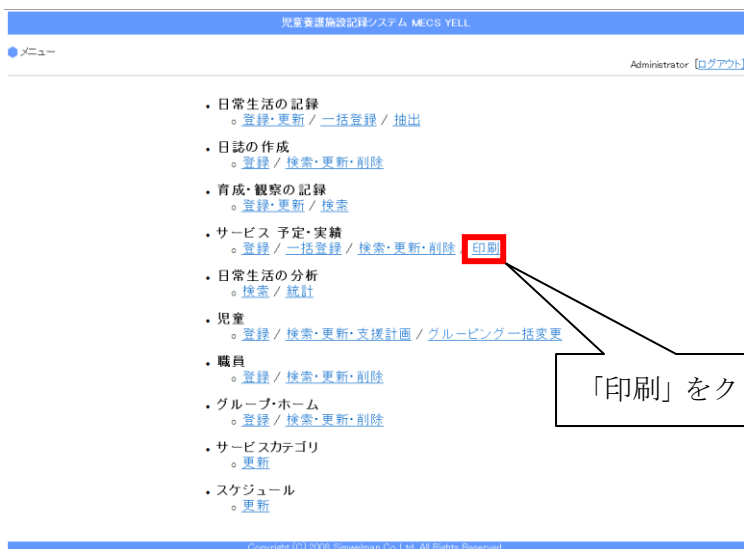 児童養護施設記録システム MECS YELL
メニュー
Administrator [ログアウト]
・日常生活の記録
○ 登録・更新 / 一括登録 / 抽出
・日誌の作成
○ 登録 / 検索・更新・削除
・育成・観察の記録
○ 登録・更新 / 検索
・サービス 予定・実績
○ 登録 / 一括登録 / 検索・更新・削除 / 印刷
・日常生活の分析
○ 検索 / 統計
・児童
○ 登録 / 検索・更新・支援計画 / グルーピング一括変更
・職員
○ 登録 / 検索・更新・削除
「印刷」をク
・グループ・ホーム
○ 登録 / 検索・更新・削除
・サービスカテゴリ
○ 更新
・スケジュール
○ 更新
Copyright (C) 2008 Simwelman Co.,Ltd. All Rights Reserved.